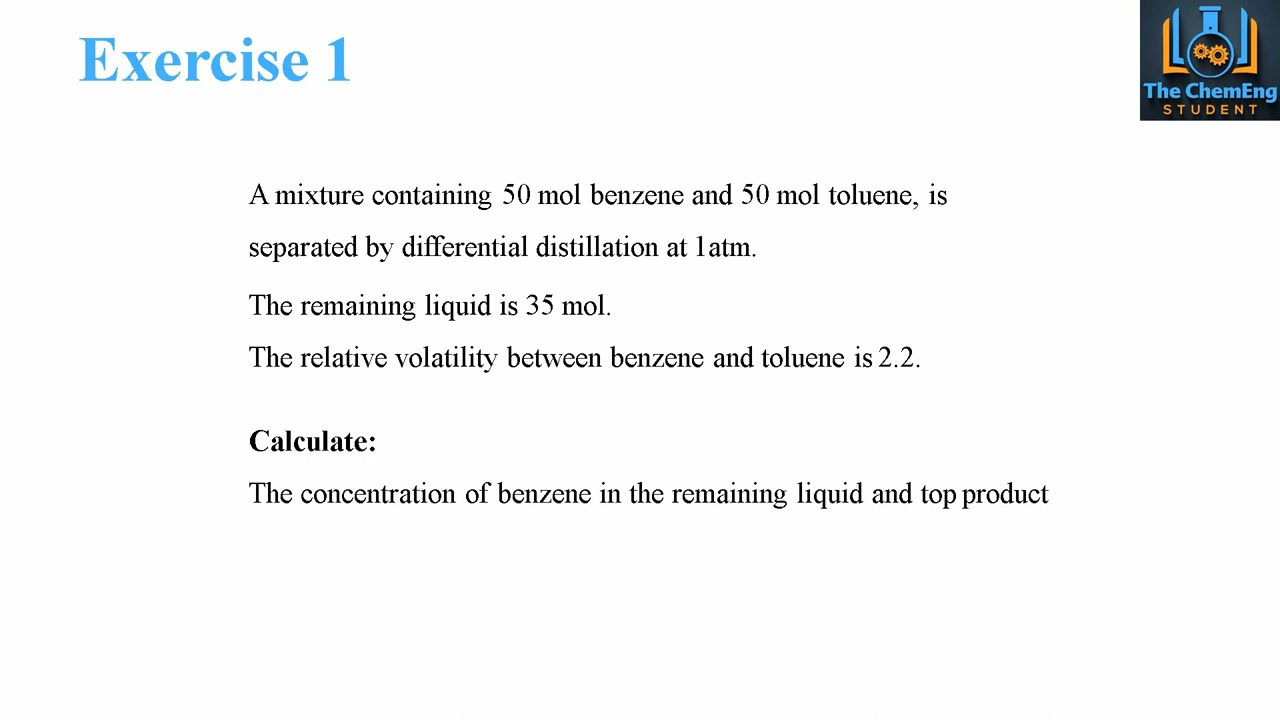 Exercise 1
The ChemEng
STUDENT
A mixture containing 50 mol benzene and 50 mol toluene, is
separated by differential distillation at 1atm.
The remaining liquid is 35 mol.
The relative volatility between benzene and toluene is 2.2.
Calculate:
The concentration of benzene in the remaining liquid and top product